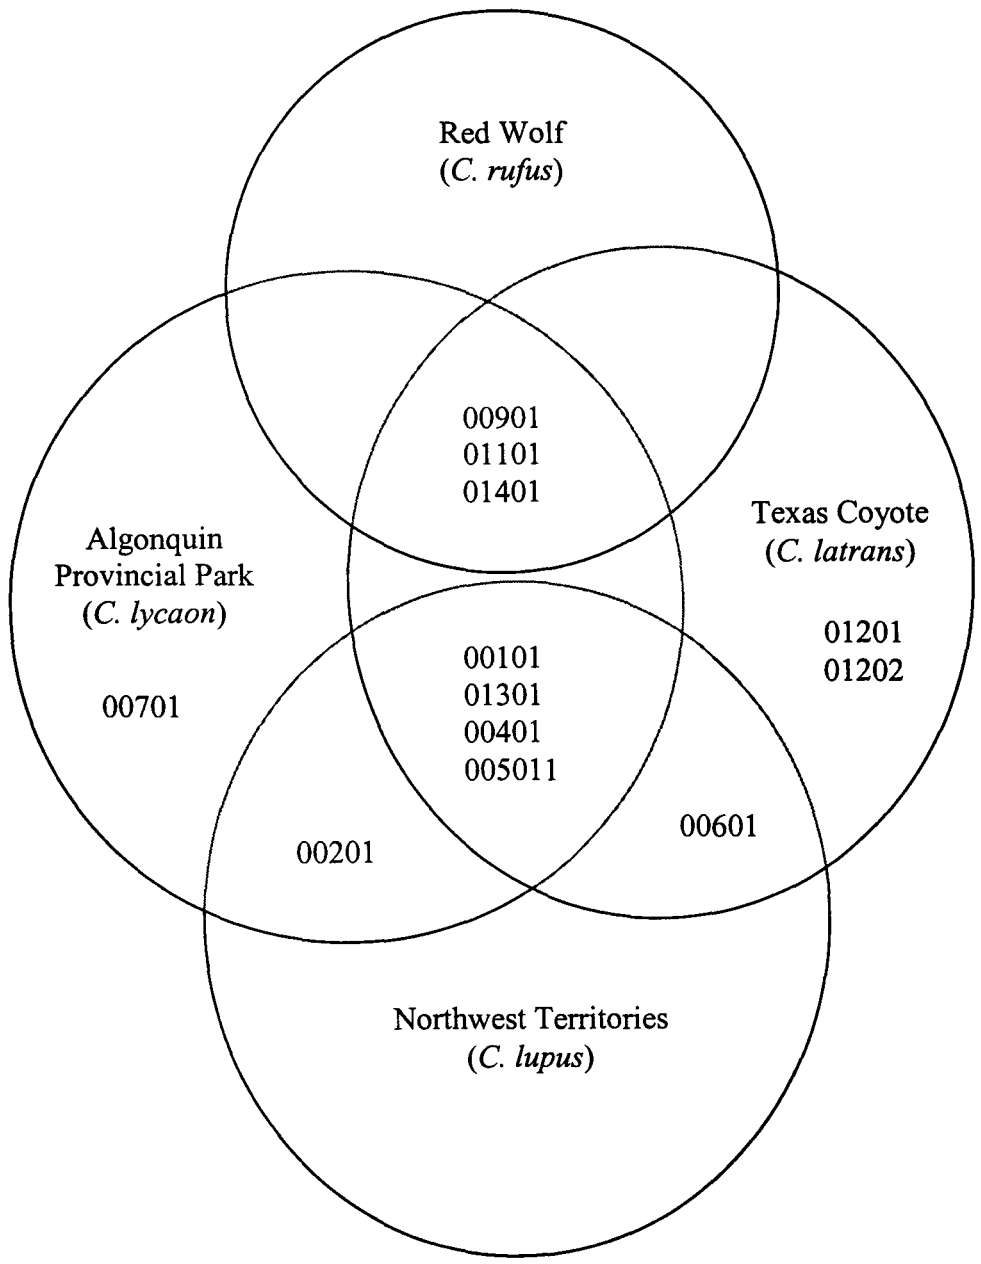 Red Wolf
(C. rufus)
00901
01101
01401
Algonquin
Provincial Park
(C. lycaon)
00701
Texas Coyote
(C. latrans)
01201
01202
00101
01301
00401
005011
00201
00601
Northwest Territories
(C. lupus)